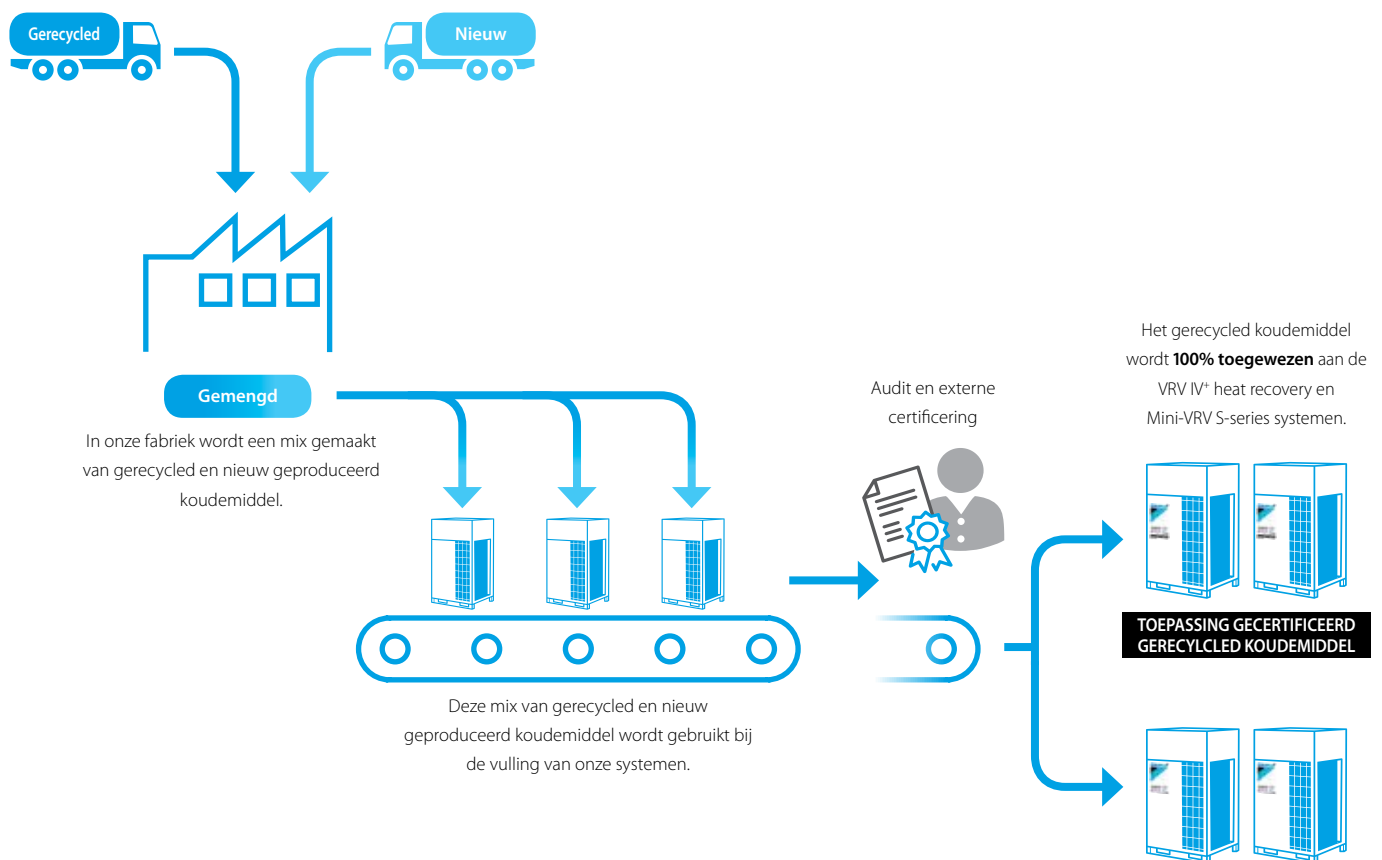 Gerecycled
Nieuw
Gemengd
In onze fabriek wordt een mix gemaakt
van gerecycled en nieuw geproduceerd
koudemiddel.
Deze mix van gerecycled en nieuw
geproduceerd koudemiddel wordt gebruikt bij
de vulling van onze systemen.
Audit en externe
certificering
Het gerecycled koudemiddel
wordt 100% toegewezen aan de
VRV IV⁺ heat recovery en
Mini-VRV S-series systemen.
TOEPASSING GECERTIFICEERD
GERECYLCLED KOUDEMIDDEL